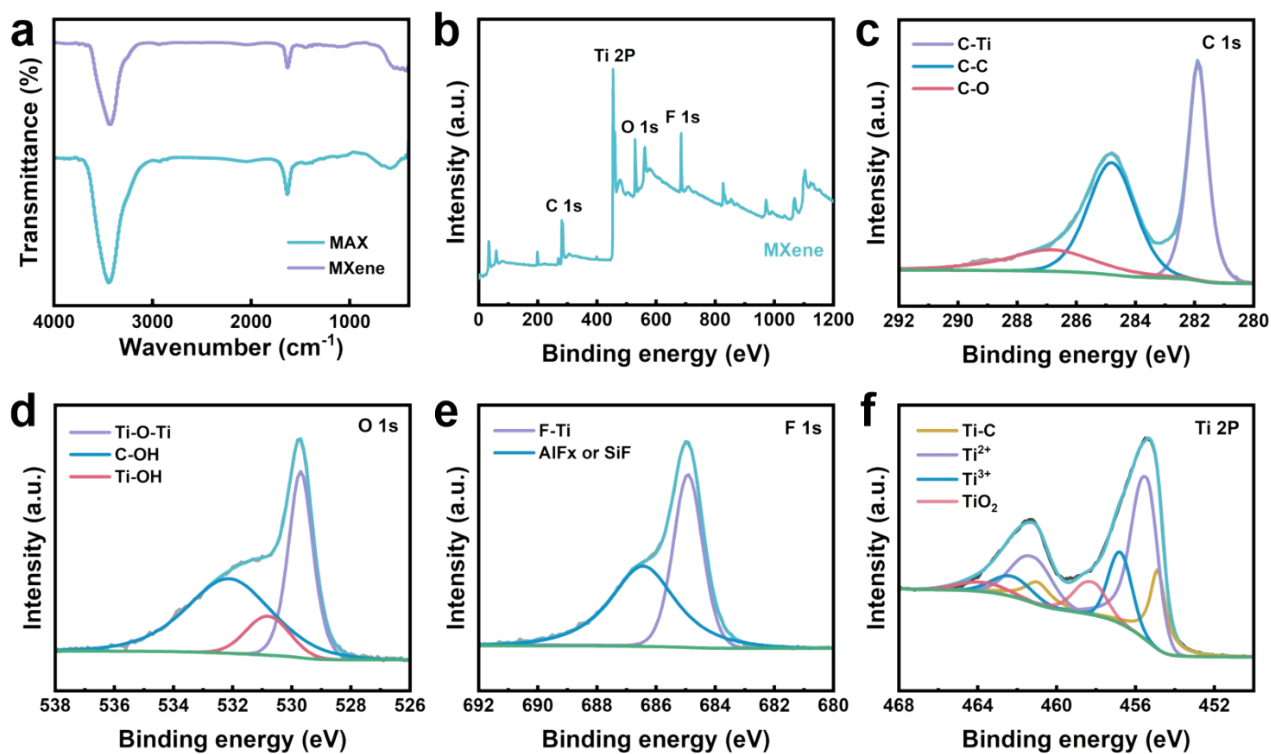 a
Transmittance (%)
MAX
MXene
4000 3000 2000 1000
Wavenumber (cm⁻¹)
b
Intensity (a.u.)
Ti 2P
O 1s
F 1s
C 1s
MXene
0 200 400 600 800 1000 1200
Binding energy (eV)
c
Intensity (a.u.)
C-Ti
C-C
C-O
C 1s
292 290 288 286 284 282 280
Binding energy (eV)
d
Intensity (a.u.)
Ti-O-Ti
C-OH
Ti-OH
O 1s
538 536 534 532 530 528 526
Binding energy (eV)
e
Intensity (a.u.)
F-Ti
AlFx or SiF
F 1s
692 690 688 686 684 682 680
Binding energy (eV)
f
Intensity (a.u.)
Ti-C
Ti²⁺
Ti³⁺
TiO₂
Ti 2P
468 464 460 456 452
Binding energy (eV)